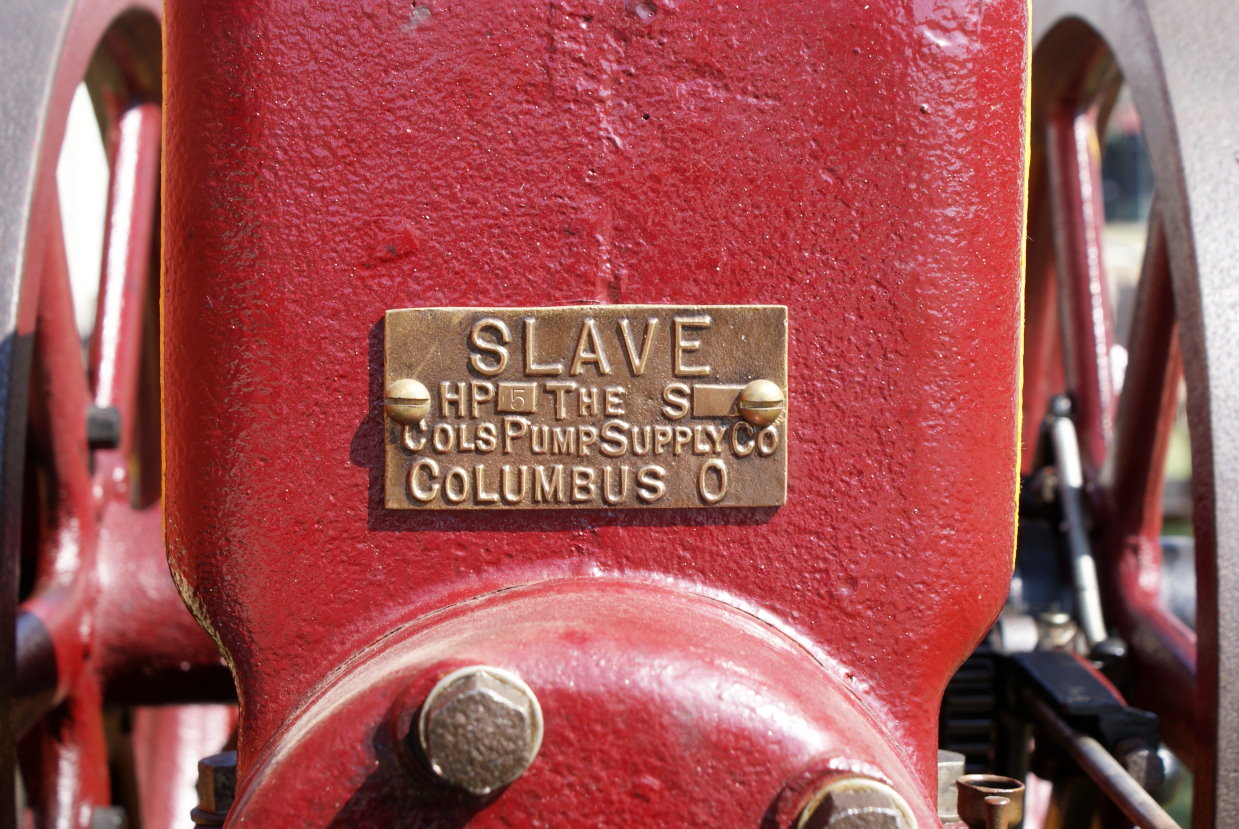 SLAVE
HP 5 THE S
COLS PUMP SUPPLY CO
COLUMBUS O